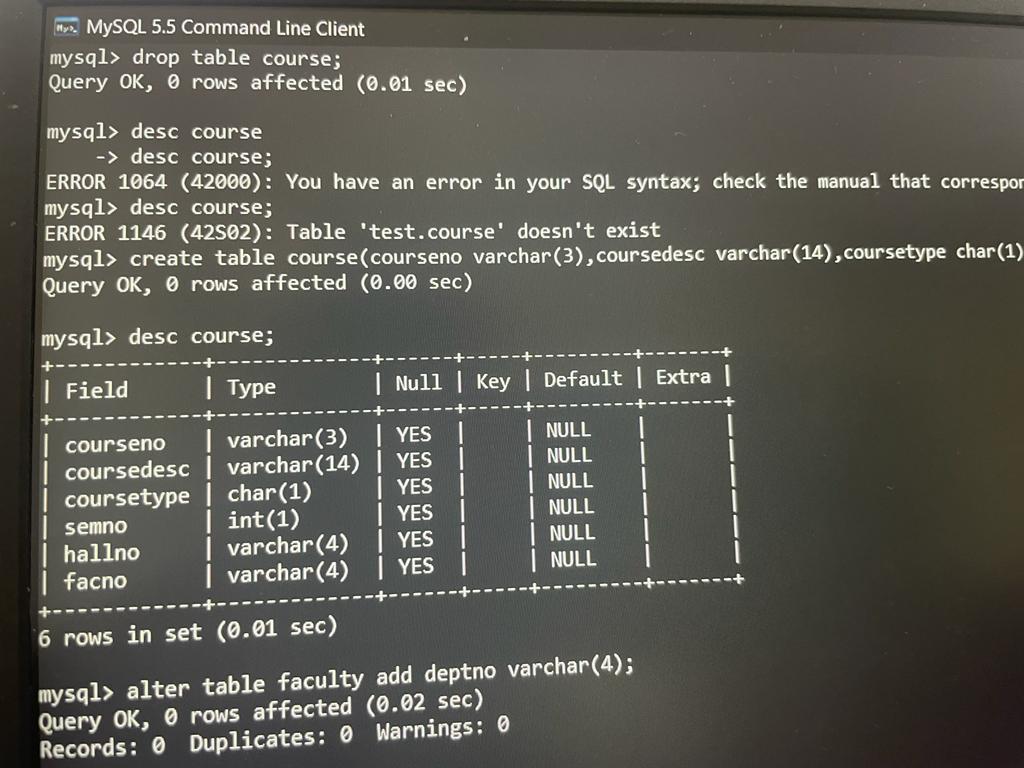 MySQL 5.5 Command Line Client
mysql> drop table course;
Query OK, 0 rows affected (0.01 sec)
mysql> desc course
    -> desc course;
ERROR 1064 (42000): You have an error in your SQL syntax; check the manual that correspon
mysql> desc course;
ERROR 1146 (42S02): Table 'test.course' doesn't exist
mysql> create table course(courseno varchar(3),coursedesc varchar(14),coursetype char(1)
Query OK, 0 rows affected (0.00 sec)
mysql> desc course;
+------------+-------------+------+-----+---------+-------+
| Field      | Type        | Null | Key | Default | Extra |
+------------+-------------+------+-----+---------+-------+
| courseno   | varchar(3)  | YES  |     | NULL    |       |
| coursedesc | varchar(14) | YES  |     | NULL    |       |
| coursetype | char(1)     | YES  |     | NULL    |       |
| semno      | int(1)      | YES  |     | NULL    |       |
| hallno     | varchar(4)  | YES  |     | NULL    |       |
| facno      | varchar(4)  | YES  |     | NULL    |       |
+------------+-------------+------+-----+---------+-------+
6 rows in set (0.01 sec)
mysql> alter table faculty add deptno varchar(4);
Query OK, 0 rows affected (0.02 sec)
Records: 0  Duplicates: 0  Warnings: 0